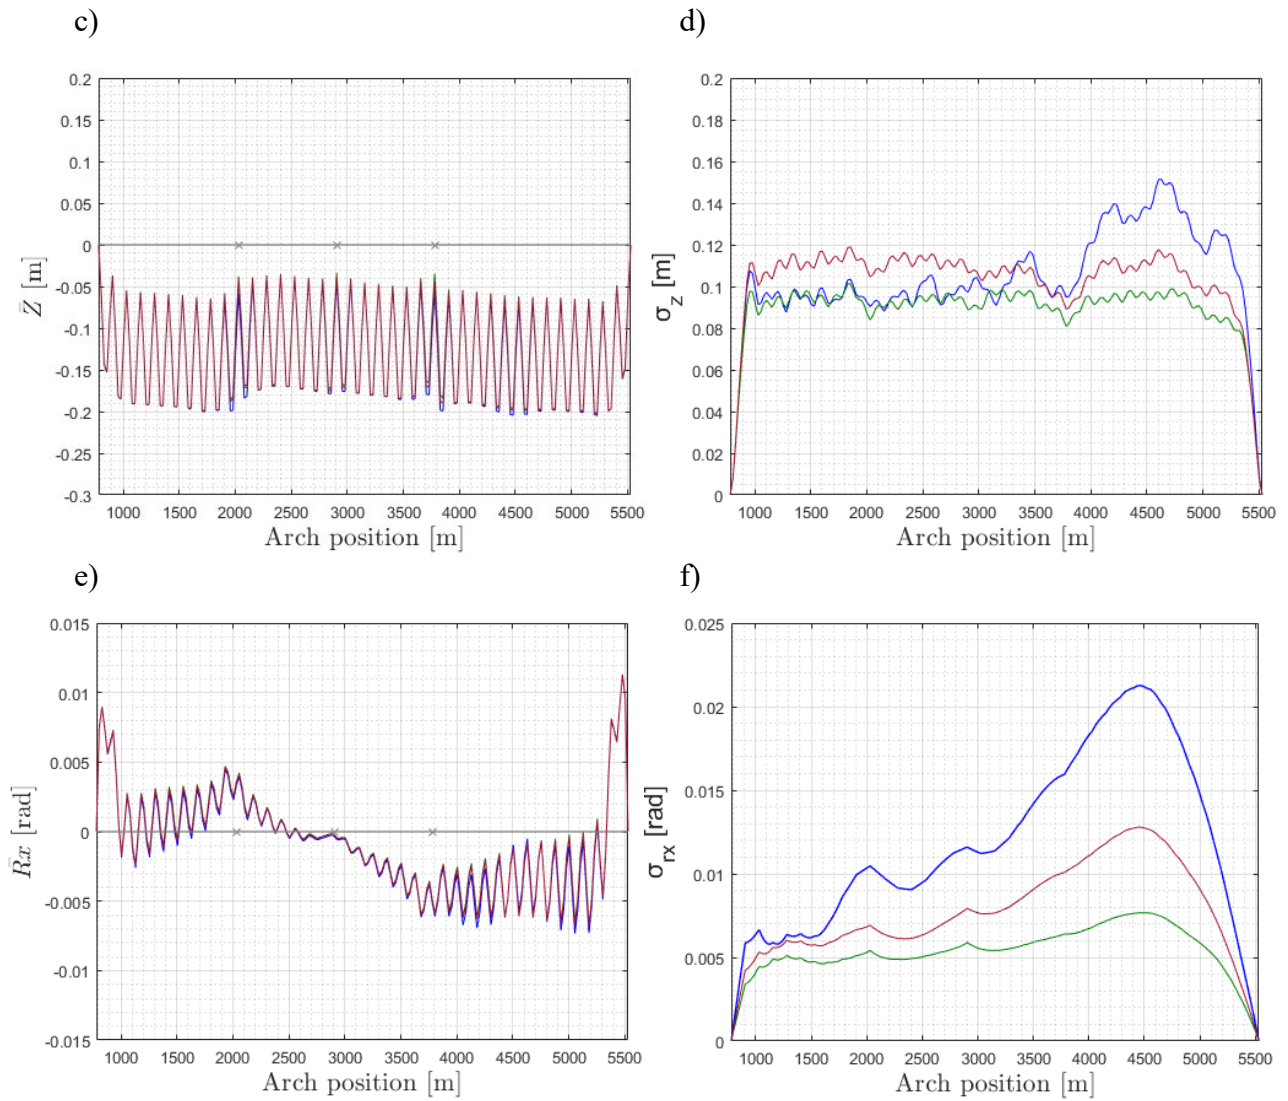 c)
d)
0.2
0.15
0.1
0.05
0
-0.05
-0.1
-0.15
-0.2
-0.25
-0.3
Z̄ [m]
1000 1500 2000 2500 3000 3500 4000 4500 5000 5500
Arch position [m]
0.2
0.18
0.16
0.14
0.12
0.1
0.08
0.06
0.04
0.02
0
σz [m]
1000 1500 2000 2500 3000 3500 4000 4500 5000 5500
Arch position [m]
e)
f)
0.015
0.01
0.005
0
-0.005
-0.01
-0.015
R̄x [rad]
1000 1500 2000 2500 3000 3500 4000 4500 5000 5500
Arch position [m]
0.025
0.02
0.015
0.01
0.005
0
σrx [rad]
1000 1500 2000 2500 3000 3500 4000 4500 5000 5500
Arch position [m]